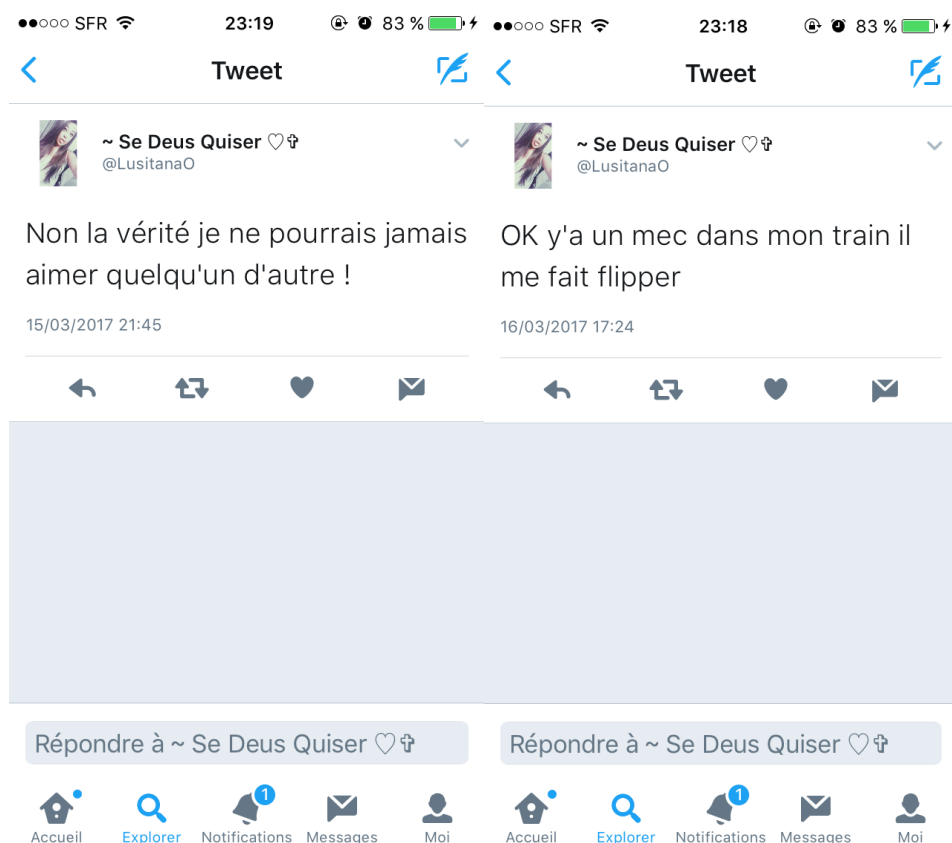 SFR 23:19 83 %
Tweet
~ Se Deus Quiser ♡✞
@LusitanaO
Non la vérité je ne pourrais jamais
aimer quelqu'un d'autre !
15/03/2017 21:45
Répondre à ~ Se Deus Quiser ♡✞
1
Accueil Explorer Notifications Messages Moi
SFR 23:18 83 %
Tweet
~ Se Deus Quiser ♡✞
@LusitanaO
OK y'a un mec dans mon train il
me fait flipper
16/03/2017 17:24
Répondre à ~ Se Deus Quiser ♡✞
1
Accueil Explorer Notifications Messages Moi